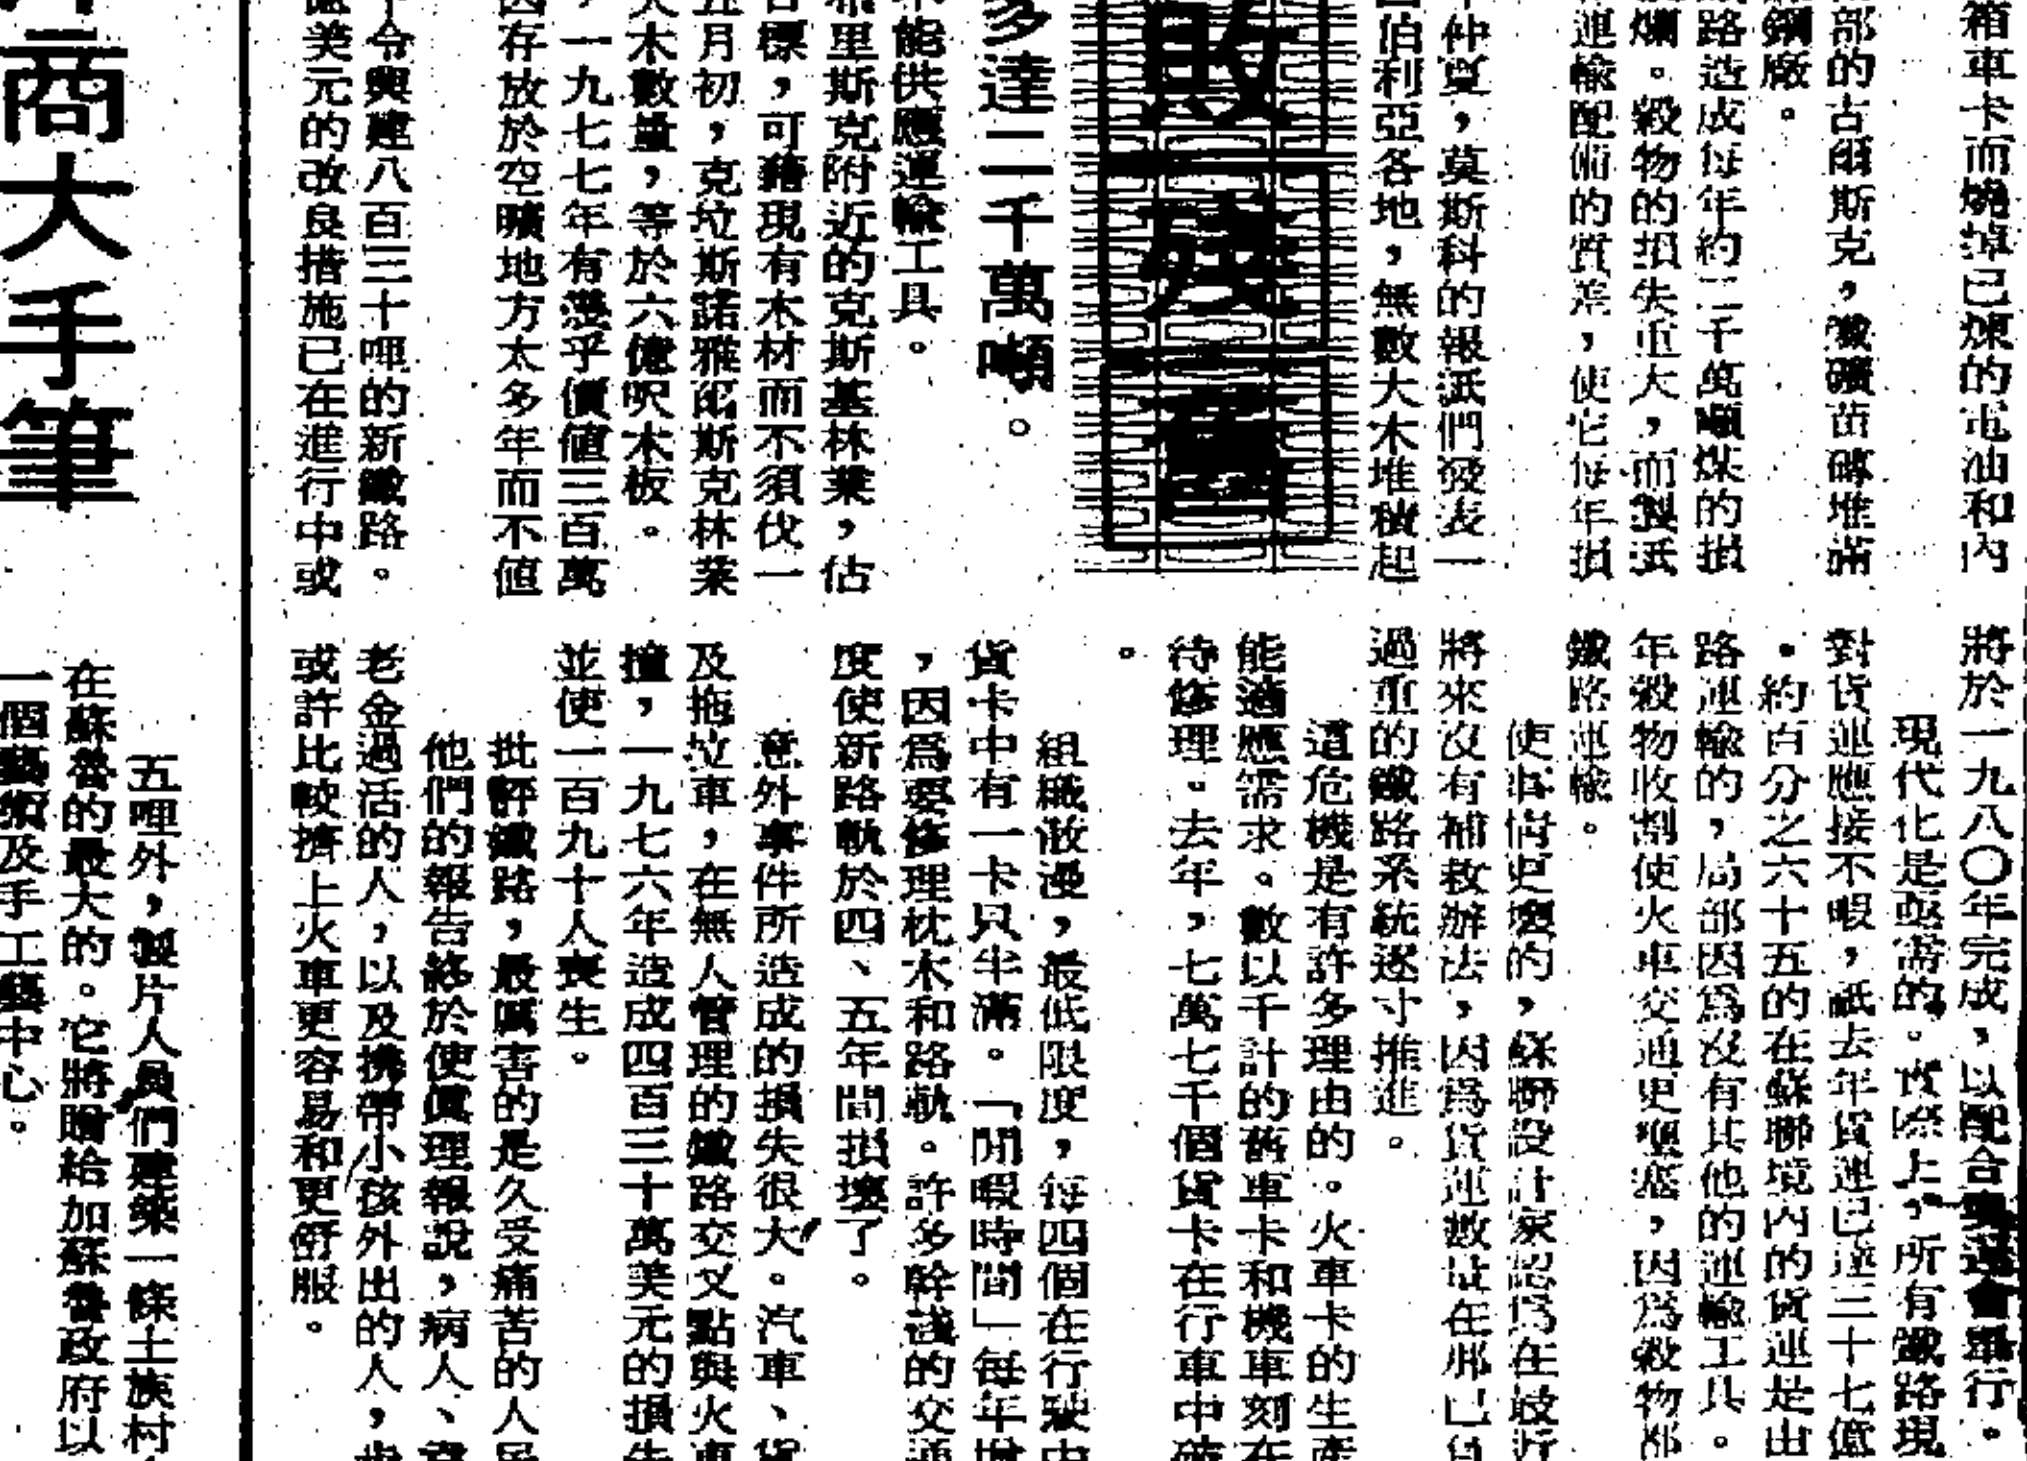 箱車卡而燒掉已煉的电油和內
部的古爾斯克，鐵礦苗磚堆滿
鋼廠。
路造成每年約二千萬噸煤的損
爛。穀物的損失重大，而製紙
運輸配備的質差，使它每年損
仲夏，莫斯科的報紙們發表一
西伯利亞各地，無數大木堆積起
敗 殘 舊
多達二千萬噸。
不能供應運輸工具。
希里斯克附近的克斯基林業，估
目標，可藉現有木材而不須伐一
五月初，克拉斯諾雅爾斯克林業
大木數量，等於六億呎木板。
，一九七七年有幾乎價值三百萬
因存放於空曠地方太多年而不值
令興建八百三十哩的新鐵路。
億美元的改良措施已在進行中或
將於一九八〇年完成，以配合奧運會舉行。
現代化是亟需的。實際上，所有鐵路現
對貨運應接不暇，祇去年貨運已達三十七億
，約百分之六十五的在蘇聯境內的貨運是由
路運輸的，局部因為沒有其他的運輸工具。
年穀物收割使火車交通更壅塞，因為穀物都
鐵路運輸。
使事情更壞的，蘇聯設計家認為在最近
將來沒有補救辦法，因為貨運數量在那已負
過重的鐵路系統逐寸推進。
這危機是有許多理由的。火車卡的生產
能適應需求。數以千計的舊車卡和機車刻在
待修理。去年，七萬七千個貨卡在行車中破
。
組織散漫，最低限度，每四個在行駛中
貨卡中有一卡只半滿。「閒暇時間」每年增
，因爲要修理枕木和路軌。許多幹綫的交通
度使新路軌於四、五年間損壞了。
意外事件所造成的損失很大。汽車、貨
及拖拉車，在無人管理的鐵路交叉點與火車
撞，一九七六年造成四百三十萬美元的損失
並使一百九十人喪生。
批評鐵路，最厲害的是久受痛苦的人民
他們的報告終於使眞理報說，病人、靠
老金過活的人，以及攜帶小孩外出的人，也
或許比較擠上火車更容易和更舒服。
商大手筆
五哩外，製片人員們建築一條土族村
在蘇魯的最大的。它將贈給加蘇魯政府以
一個藝術及手工藝中心。